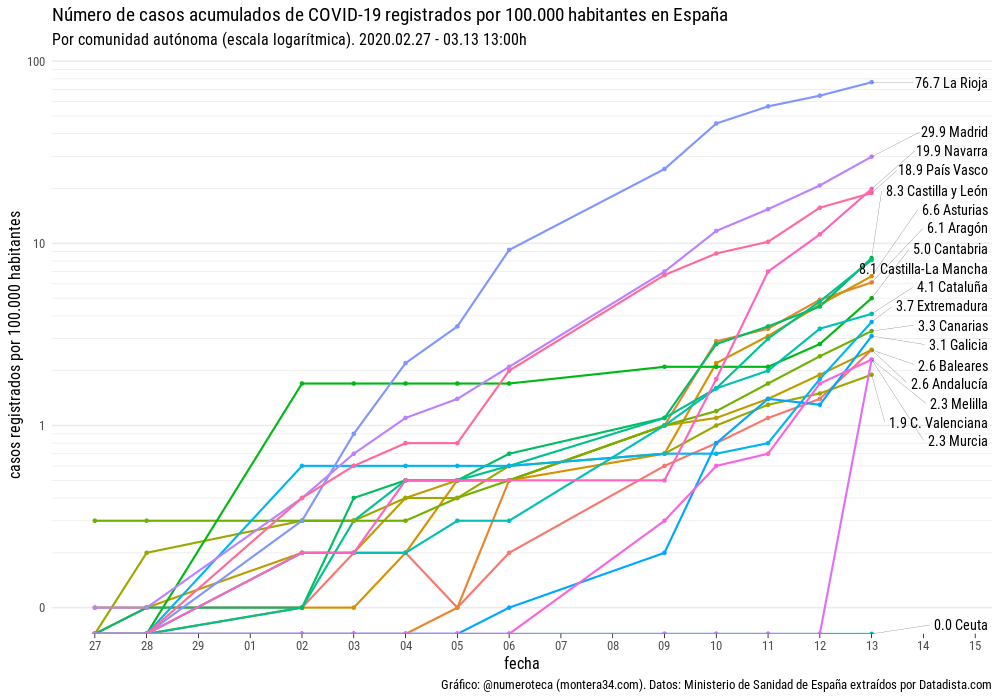 Número de casos acumulados de COVID-19 registrados por 100.000 habitantes en España
Por comunidad autónoma (escala logarítmica). 2020.02.27 - 03.13 13:00h
casos registrados por 100.000 habitantes
100
10
1
0
76.7 La Rioja
29.9 Madrid
19.9 Navarra
18.9 País Vasco
8.3 Castilla y León
6.6 Asturias
6.1 Aragón
5.0 Cantabria
8.1 Castilla-La Mancha
4.1 Cataluña
3.7 Extremadura
3.3 Canarias
3.1 Galicia
2.6 Baleares
2.6 Andalucía
2.3 Melilla
1.9 C. Valenciana
2.3 Murcia
0.0 Ceuta
27 28 29 01 02 03 04 05 06 07 08 09 10 11 12 13 14 15
fecha
Gráfico: @numeroteca (montera34.com). Datos: Ministerio de Sanidad de España extraídos por Datadista.com